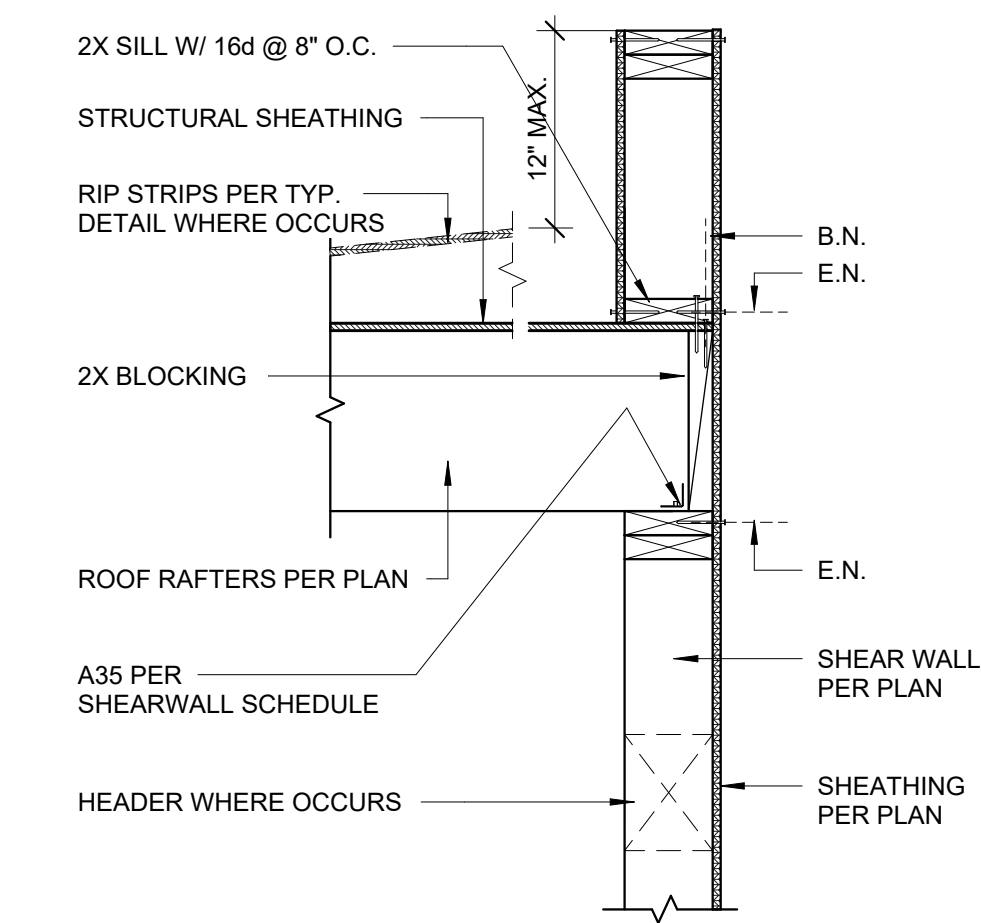 2X SILL W/ 16d @ 8" O.C.
STRUCTURAL SHEATHING
12" MAX.
RIP STRIPS PER TYP.
DETAIL WHERE OCCURS
B.N.
E.N.
2X BLOCKING
ROOF RAFTERS PER PLAN
E.N.
A35 PER
SHEARWALL SCHEDULE
SHEAR WALL
PER PLAN
HEADER WHERE OCCURS
SHEATHING
PER PLAN